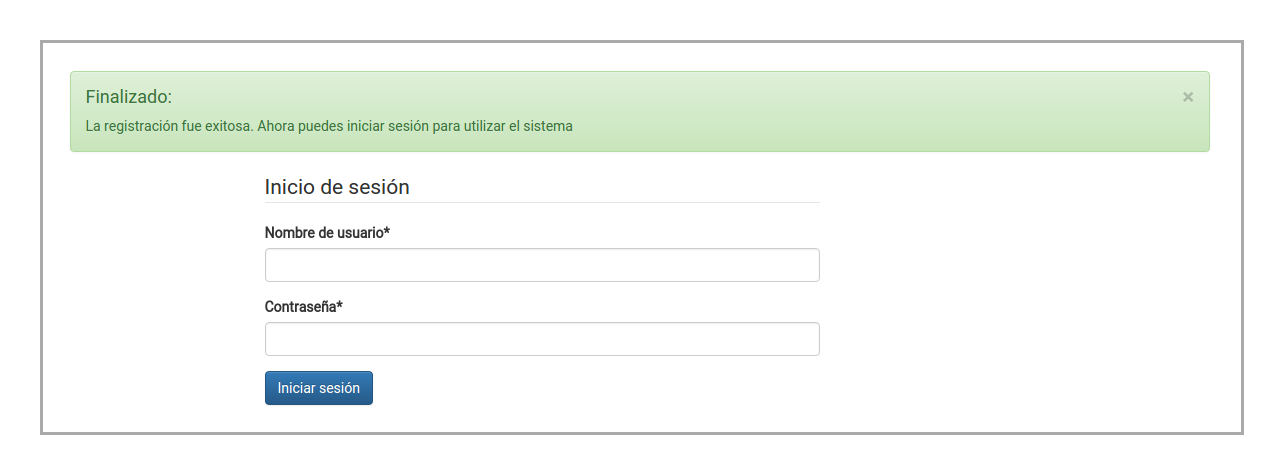 Finalizado:
×
La registración fue exitosa. Ahora puedes iniciar sesión para utilizar el sistema
Inicio de sesión
Nombre de usuario*
Contraseña*
Iniciar sesión